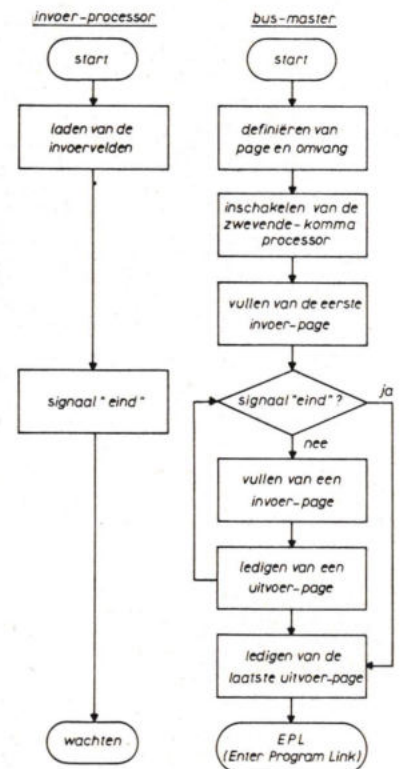 invoer-processor
start
laden van de
invoervelden
signaal "eind"
wachten
bus-master
start
definiëren van
page en omvang
inschakelen van de
zwevende-komma
processor
vullen van de eerste
invoer-page
signaal "eind"?
ja
nee
vullen van een
invoer-page
ledigen van een
uitvoer-page
ledigen van de
laatste uitvoer-page
EPL
(Enter Program Link)